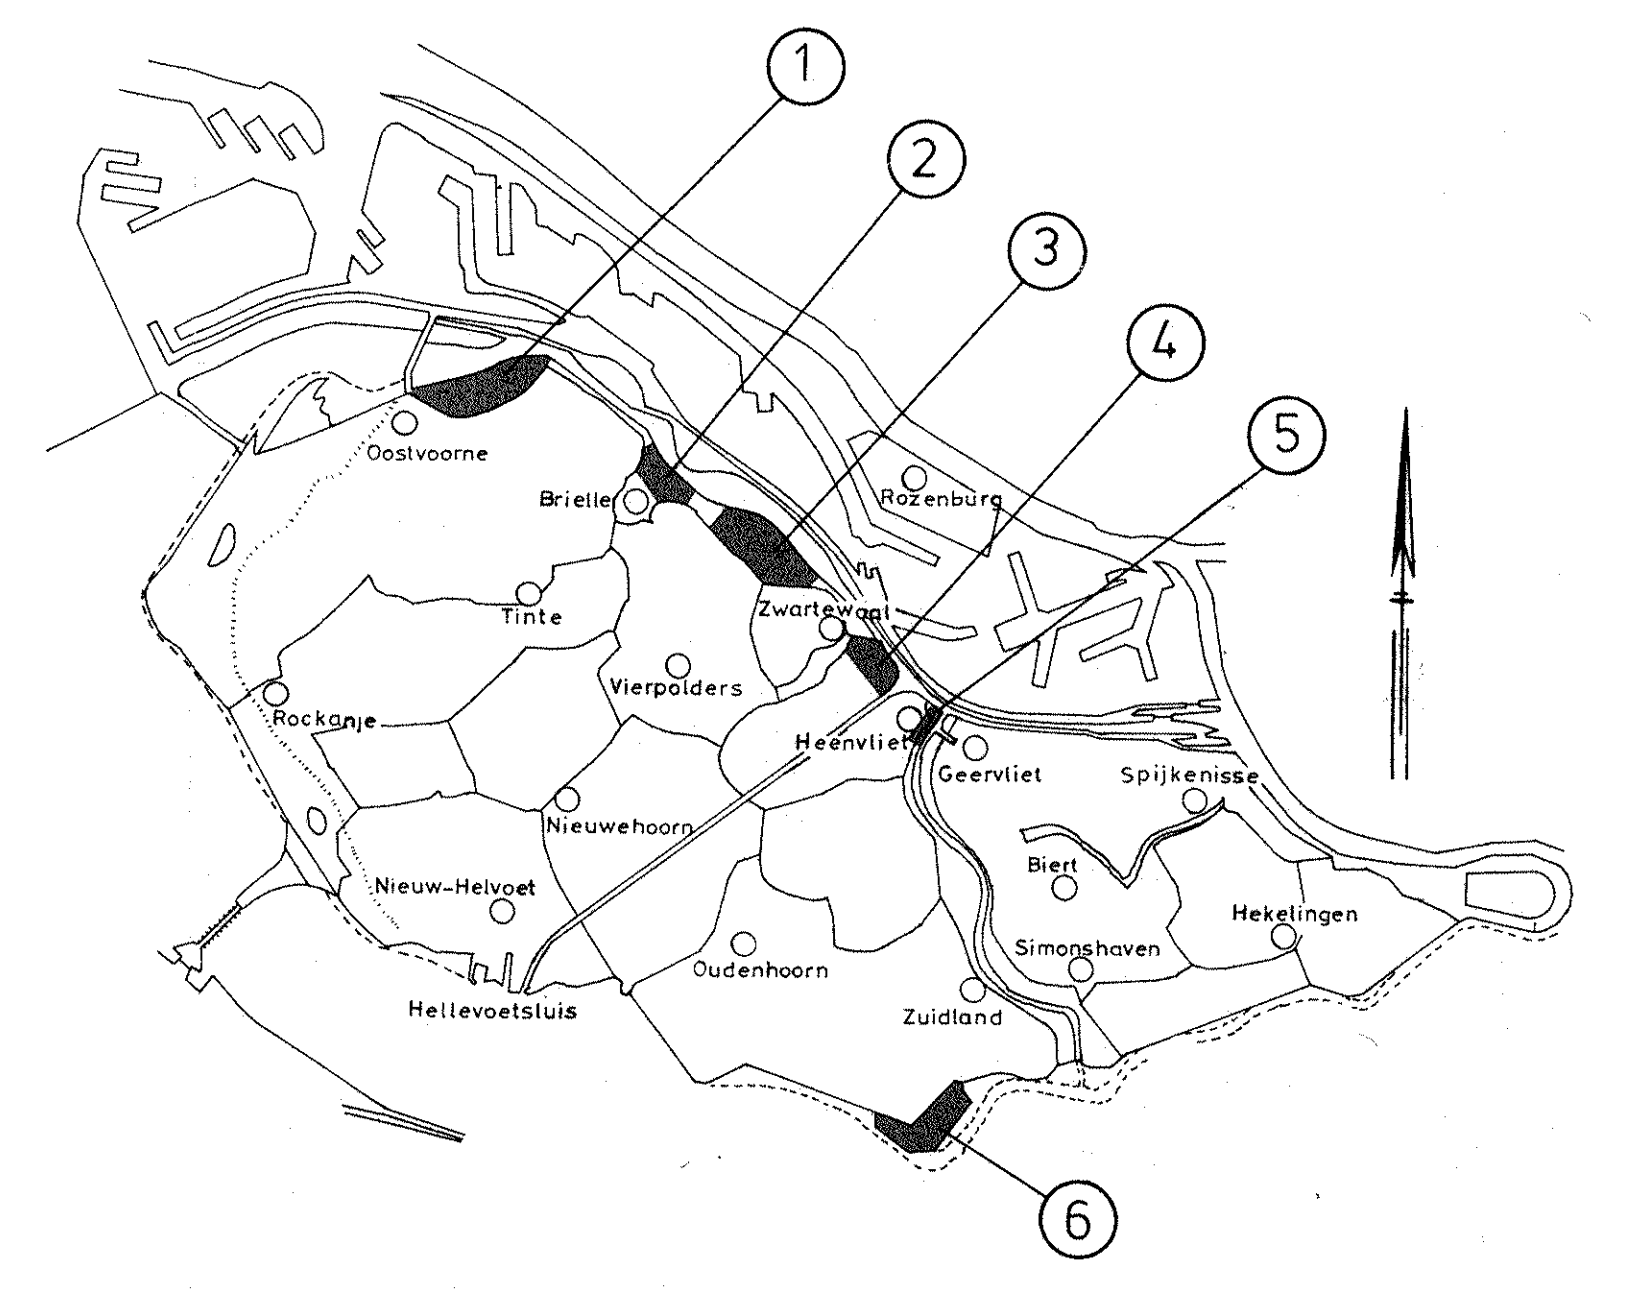 1
2
3
4
5
Oostvoorne
Brielle
Rozenburg
Tinte
Zwartewaal
Vierpolders
Rockanje
Heenvliet
Geervliet
Spijkenisse
Nieuwehoorn
Biert
Nieuw-Helvoet
Hekelingen
Simonshaven
Oudenhoorn
Hellevoetsluis
Zuidland
6